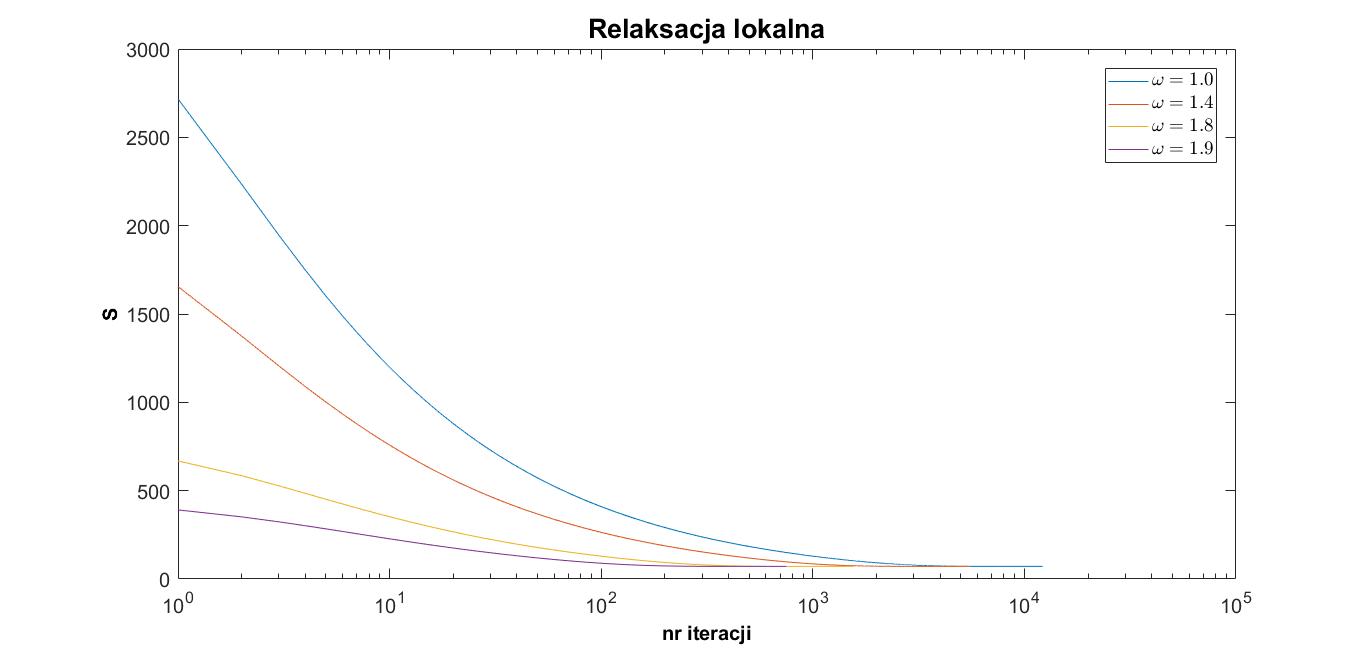 Relaksacja lokalna
3000
2500
2000
1500
1000
500
0
S
10^0
10^1
10^2
10^3
10^4
10^5
nr iteracji
ω = 1.0
ω = 1.4
ω = 1.8
ω = 1.9